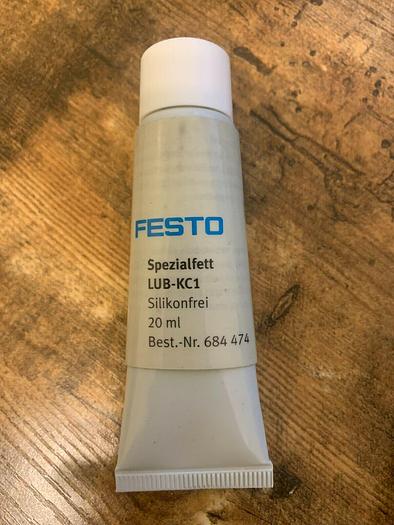 FESTO
Spezialfett
LUB-KC1
Silikonfrei
20 ml
Best.-Nr. 684 474